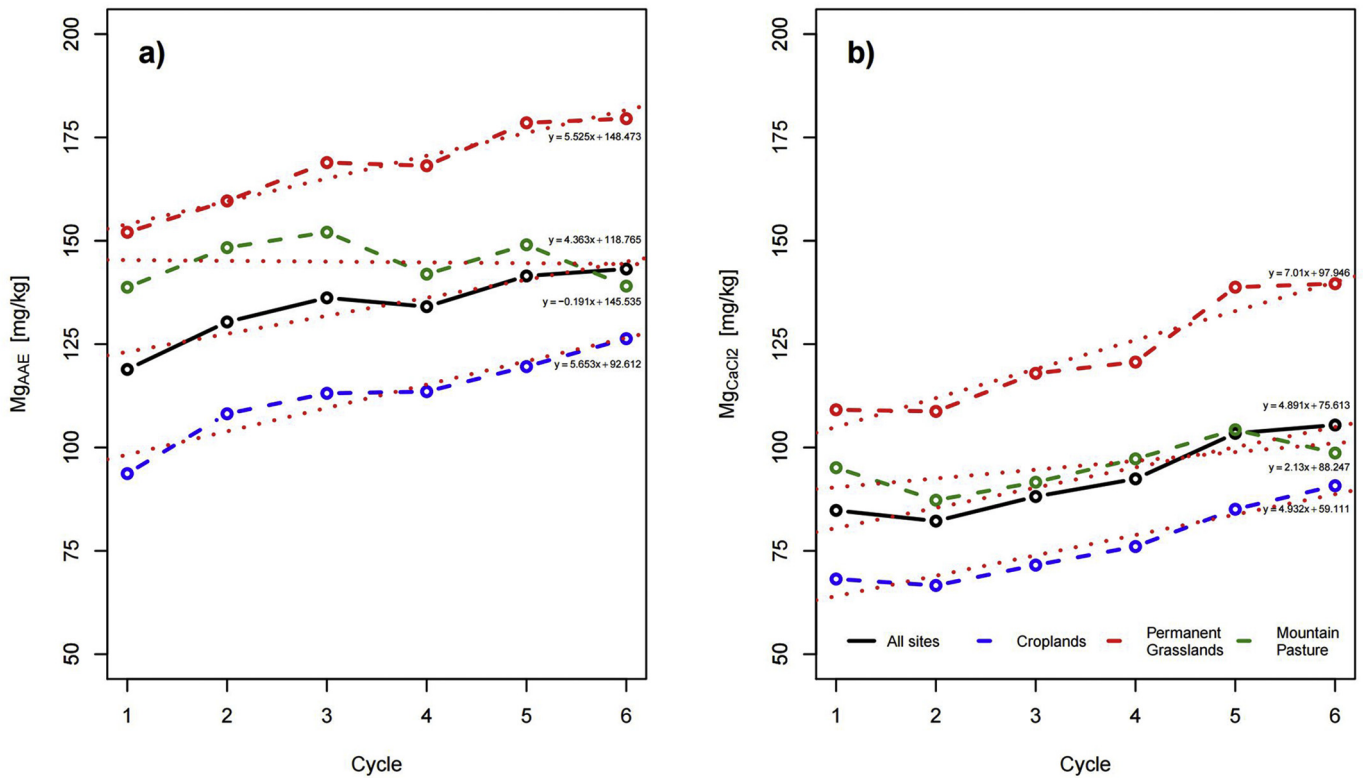 a)
200
175
150
125
100
75
50
MgAAE [mg/kg]
y = 5.525x + 148.473
y = 4.363x + 118.765
y = −0.191x + 145.535
y = 5.653x + 92.612
1 2 3 4 5 6
Cycle
b)
200
175
150
125
100
75
50
MgCaCl2 [mg/kg]
y = 7.01x + 97.946
y = 4.891x + 75.613
y = 2.13x + 88.247
y = 4.932x + 59.111
All sites
Croplands
Permanent
Grasslands
Mountain
Pasture
1 2 3 4 5 6
Cycle